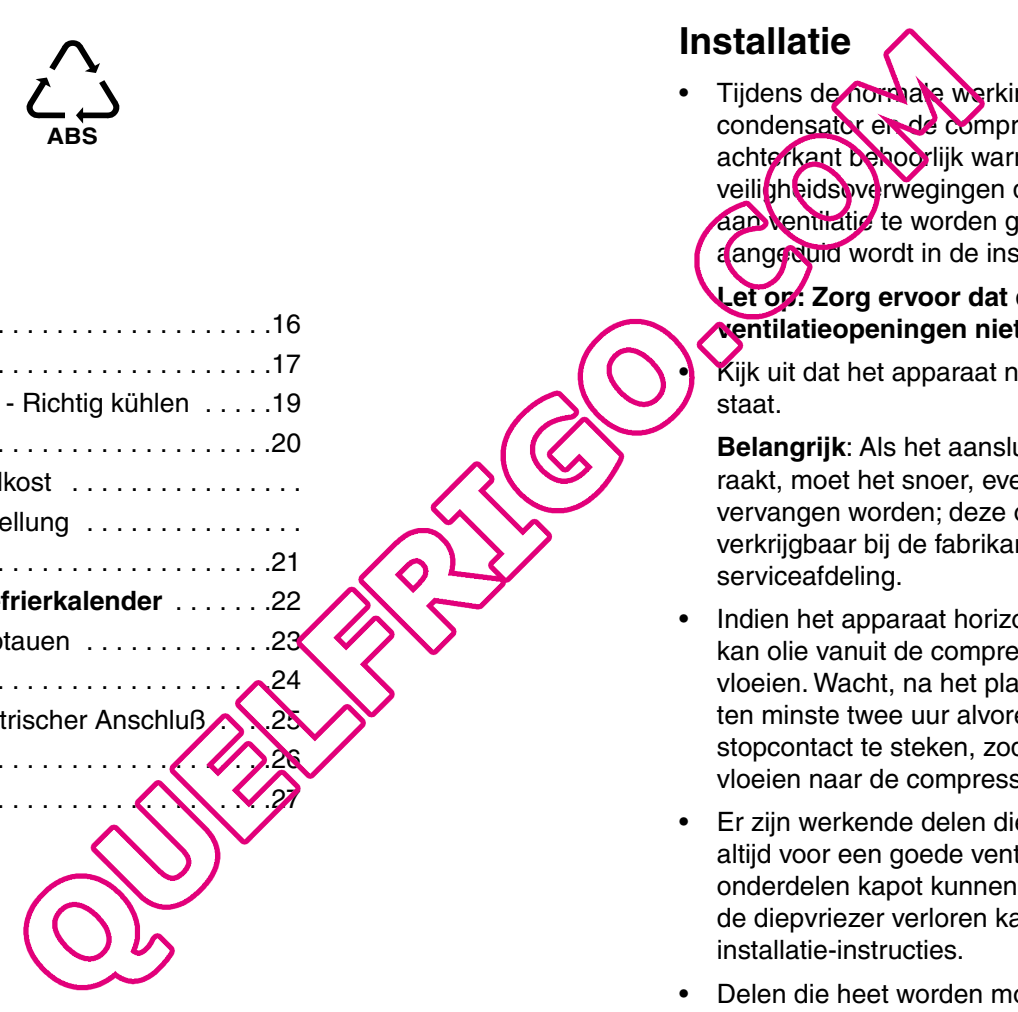 ABS
. . . . . . . . . . . . . . . . . . .16
. . . . . . . . . . . . . . . . . . .17
- Richtig kühlen . . . . .19
. . . . . . . . . . . . . . . . . . .20
lkost . . . . . . . . . . . . . . . .
ellung . . . . . . . . . . . . . . .
. . . . . . . . . . . . . . . . . . .21
efrierkalender . . . . . . .22
btauen . . . . . . . . . . . . .23
. . . . . . . . . . . . . . . . . . .24
trischer Anschluß . . . .25
. . . . . . . . . . . . . . . . . . .26
. . . . . . . . . . . . . . . . . . .27
Installatie
• Tijdens de normale werkin
condensator en de compr
achterkant behoorlijk warm
veiligheidsoverwegingen d
aan ventilatie te worden g
aangeduid wordt in de ins
Let op: Zorg ervoor dat d
ventilatieopeningen niet
• Kijk uit dat het apparaat n
staat.
Belangrijk: Als het aanslu
raakt, moet het snoer, eve
vervangen worden; deze o
verkrijgbaar bij de fabrikan
serviceafdeling.
• Indien het apparaat horizo
kan olie vanuit de compre
vloeien. Wacht, na het pla
ten minste twee uur alvore
stopcontact te steken, zod
vloeien naar de compress
• Er zijn werkende delen die
altijd voor een goede vent
onderdelen kapot kunnen
de diepvriezer verloren ka
installatie-instructies.
• Delen die heet worden mo
QUELFRIGO.COM